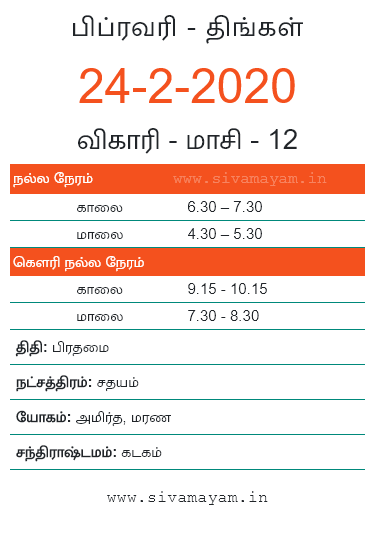 பிப்ரவரி - திங்கள்
24-2-2020
விகாரி - மாசி - 12
நல்ல நேரம் www.sivamayam.in
காலை 6.30 – 7.30
மாலை 4.30 – 5.30
கௌரி நல்ல நேரம்
காலை 9.15 - 10.15
மாலை 7.30 - 8.30
திதி: பிரதமை
நட்சத்திரம்: சதயம்
யோகம்: அமிர்த, மரண
சந்திராஷ்டமம்: கடகம்
www.sivamayam.in